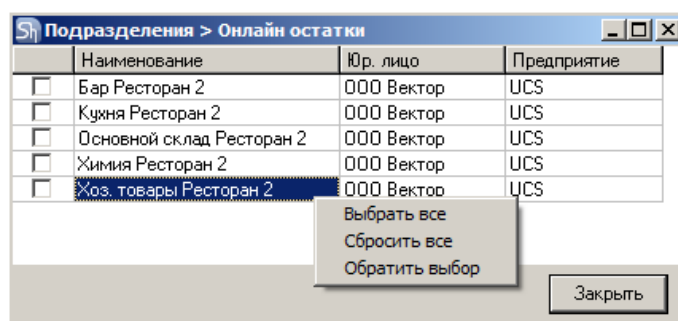 Sh Подразделения > Онлайн остатки
Наименование Юр. лицо Предприятие
Бар Ресторан 2 ООО Вектор UCS
Кухня Ресторан 2 ООО Вектор UCS
Основной склад Ресторан 2 ООО Вектор UCS
Химия Ресторан 2 ООО Вектор UCS
Хоз. товары Ресторан 2 ООО Вектор UCS
Выбрать все
Сбросить все
Обратить выбор
Закрыть